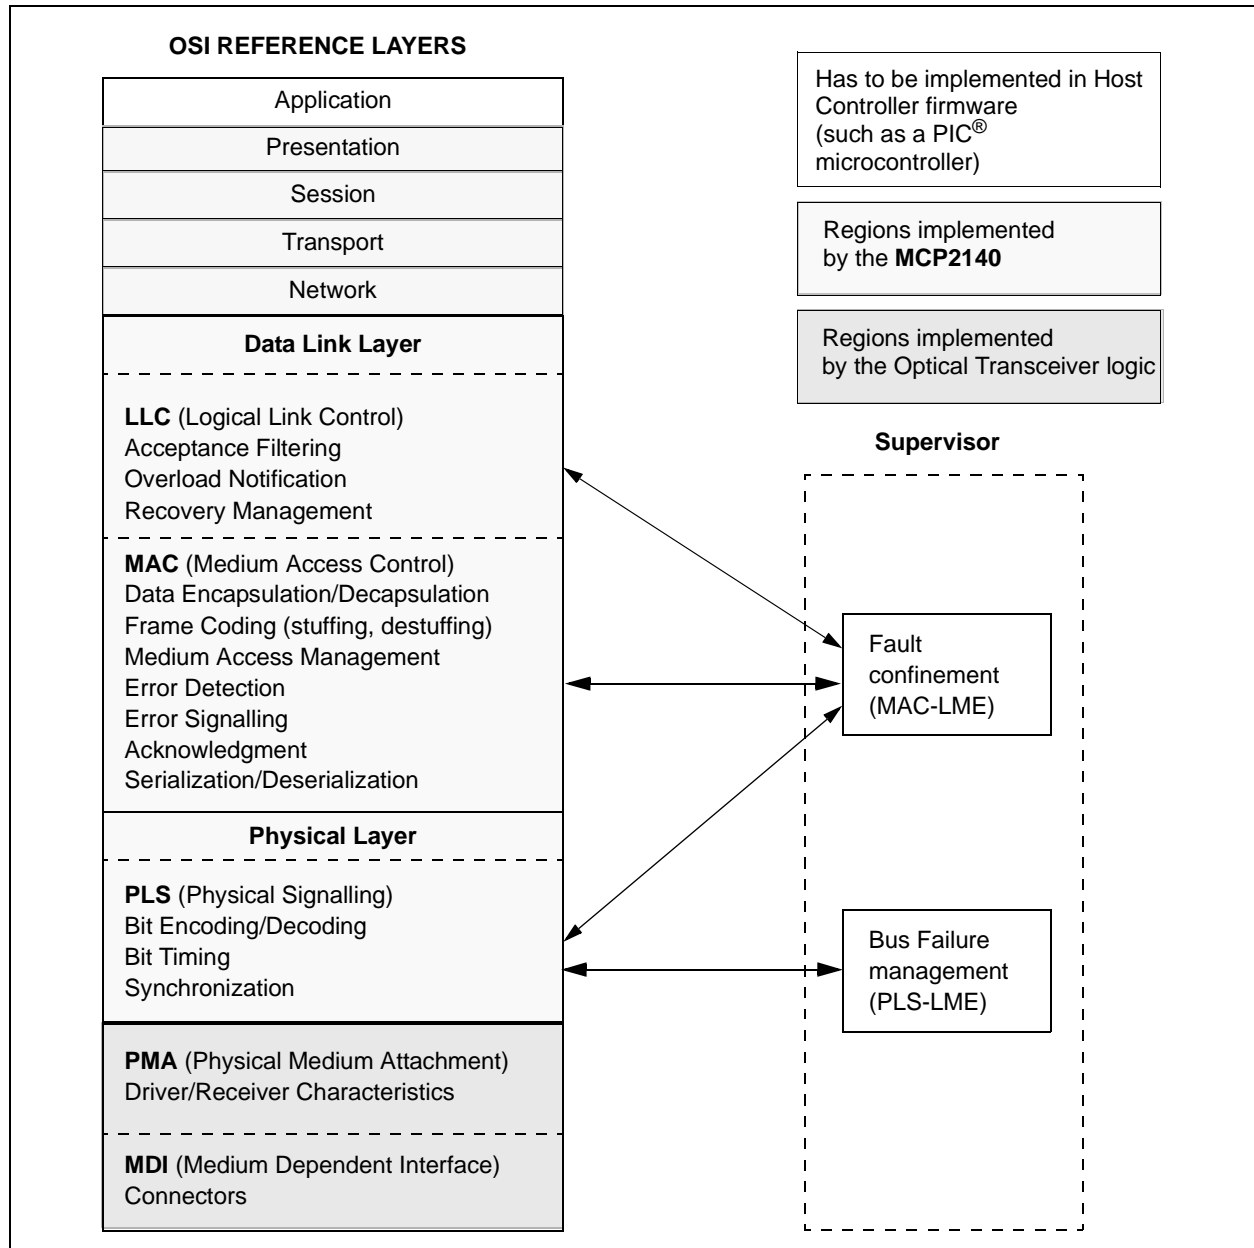 OSI REFERENCE LAYERS
Application
Presentation
Session
Transport
Network
Data Link Layer
LLC (Logical Link Control)
Acceptance Filtering
Overload Notification
Recovery Management
MAC (Medium Access Control)
Data Encapsulation/Decapsulation
Frame Coding (stuffing, destuffing)
Medium Access Management
Error Detection
Error Signalling
Acknowledgment
Serialization/Deserialization
Physical Layer
PLS (Physical Signalling)
Bit Encoding/Decoding
Bit Timing
Synchronization
PMA (Physical Medium Attachment)
Driver/Receiver Characteristics
MDI (Medium Dependent Interface)
Connectors
Has to be implemented in Host
Controller firmware
(such as a PIC®
microcontroller)
Regions implemented
by the MCP2140
Regions implemented
by the Optical Transceiver logic
Supervisor
Fault
confinement
(MAC-LME)
Bus Failure
management
(PLS-LME)